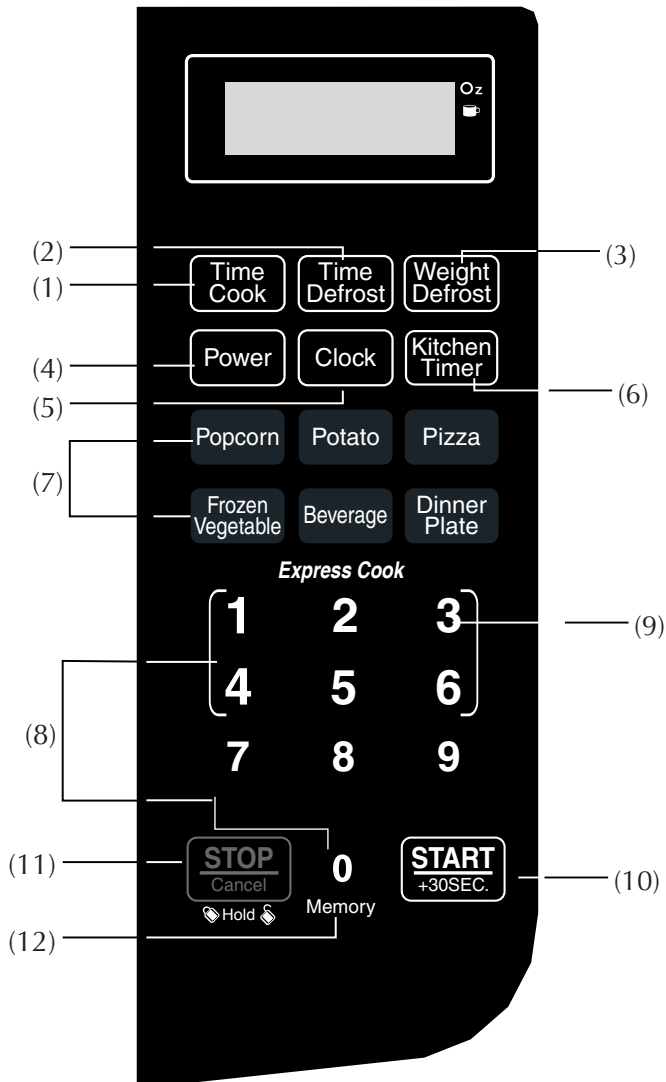 Oz
(2)
(3)
(1)
Time Cook
Time Defrost
Weight Defrost
(4)
Power
Clock
Kitchen Timer
(5)
(6)
(7)
Popcorn
Potato
Pizza
Frozen Vegetable
Beverage
Dinner Plate
Express Cook
1 2 3
(9)
4 5 6
(8)
7 8 9
(11)
STOP
Cancel
0
START
+30SEC.
(10)
Hold
Memory
(12)